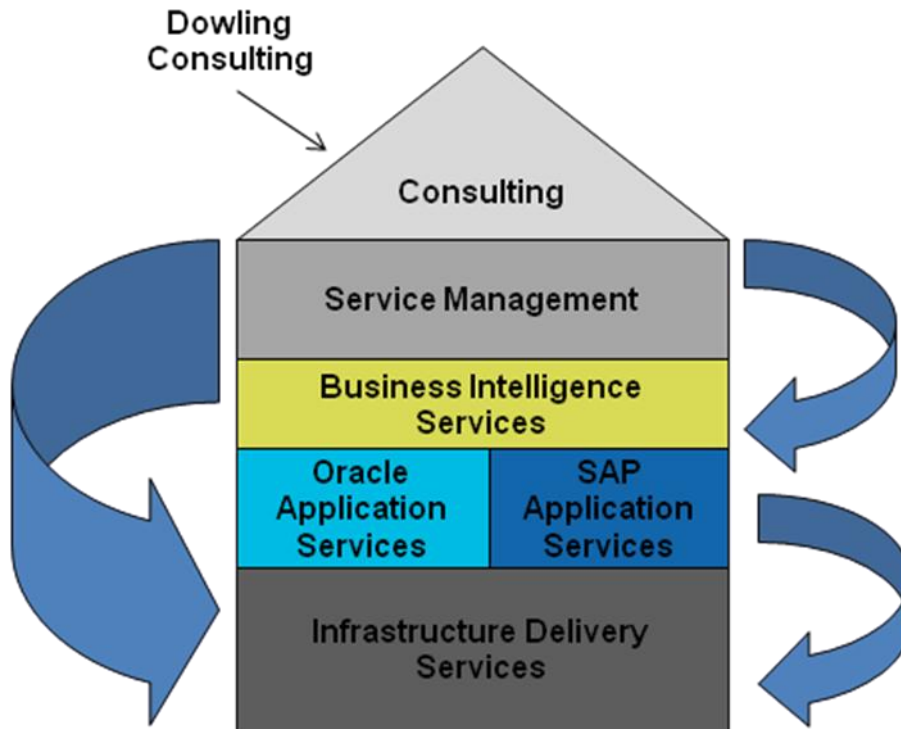 Dowling
Consulting
Consulting
Service Management
Business Intelligence
Services
Oracle
Application
Services
SAP
Application
Services
Infrastructure Delivery
Services